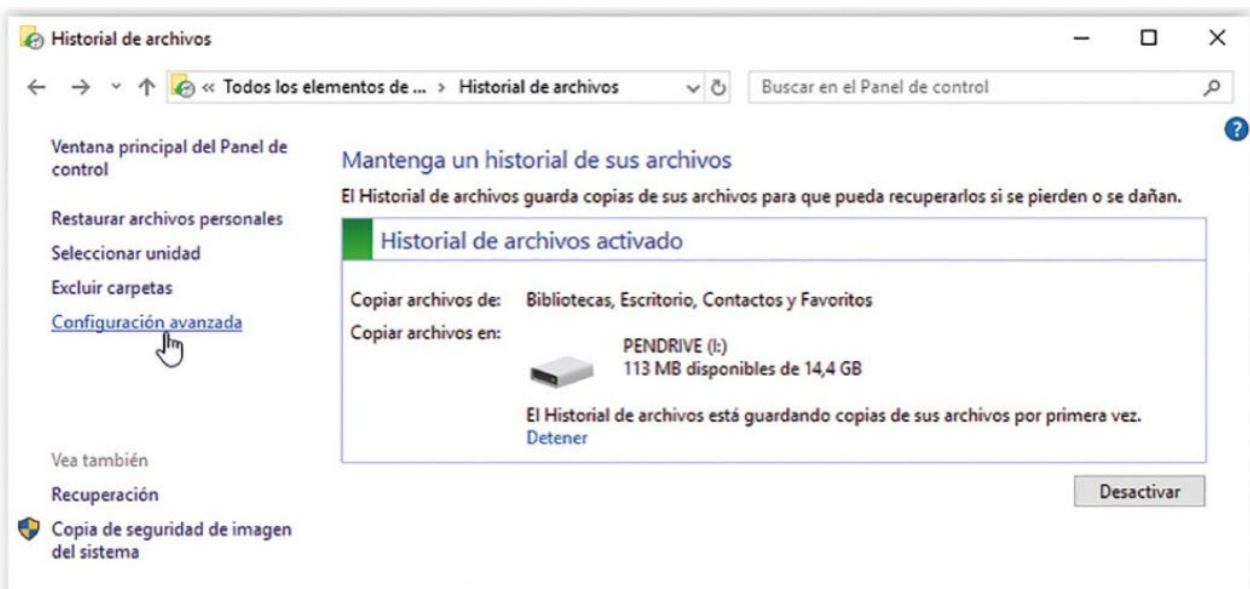 Historial de archivos
« Todos los elementos de ... > Historial de archivos
Buscar en el Panel de control
?
Ventana principal del Panel de
control
Restaurar archivos personales
Seleccionar unidad
Excluir carpetas
Configuración avanzada
Vea también
Recuperación
Copia de seguridad de imagen
del sistema
Mantenga un historial de sus archivos
El Historial de archivos guarda copias de sus archivos para que pueda recuperarlos si se pierden o se dañan.
Historial de archivos activado
Copiar archivos de: Bibliotecas, Escritorio, Contactos y Favoritos
Copiar archivos en:
PENDRIVE (I:)
113 MB disponibles de 14,4 GB
El Historial de archivos está guardando copias de sus archivos por primera vez.
Detener
Desactivar